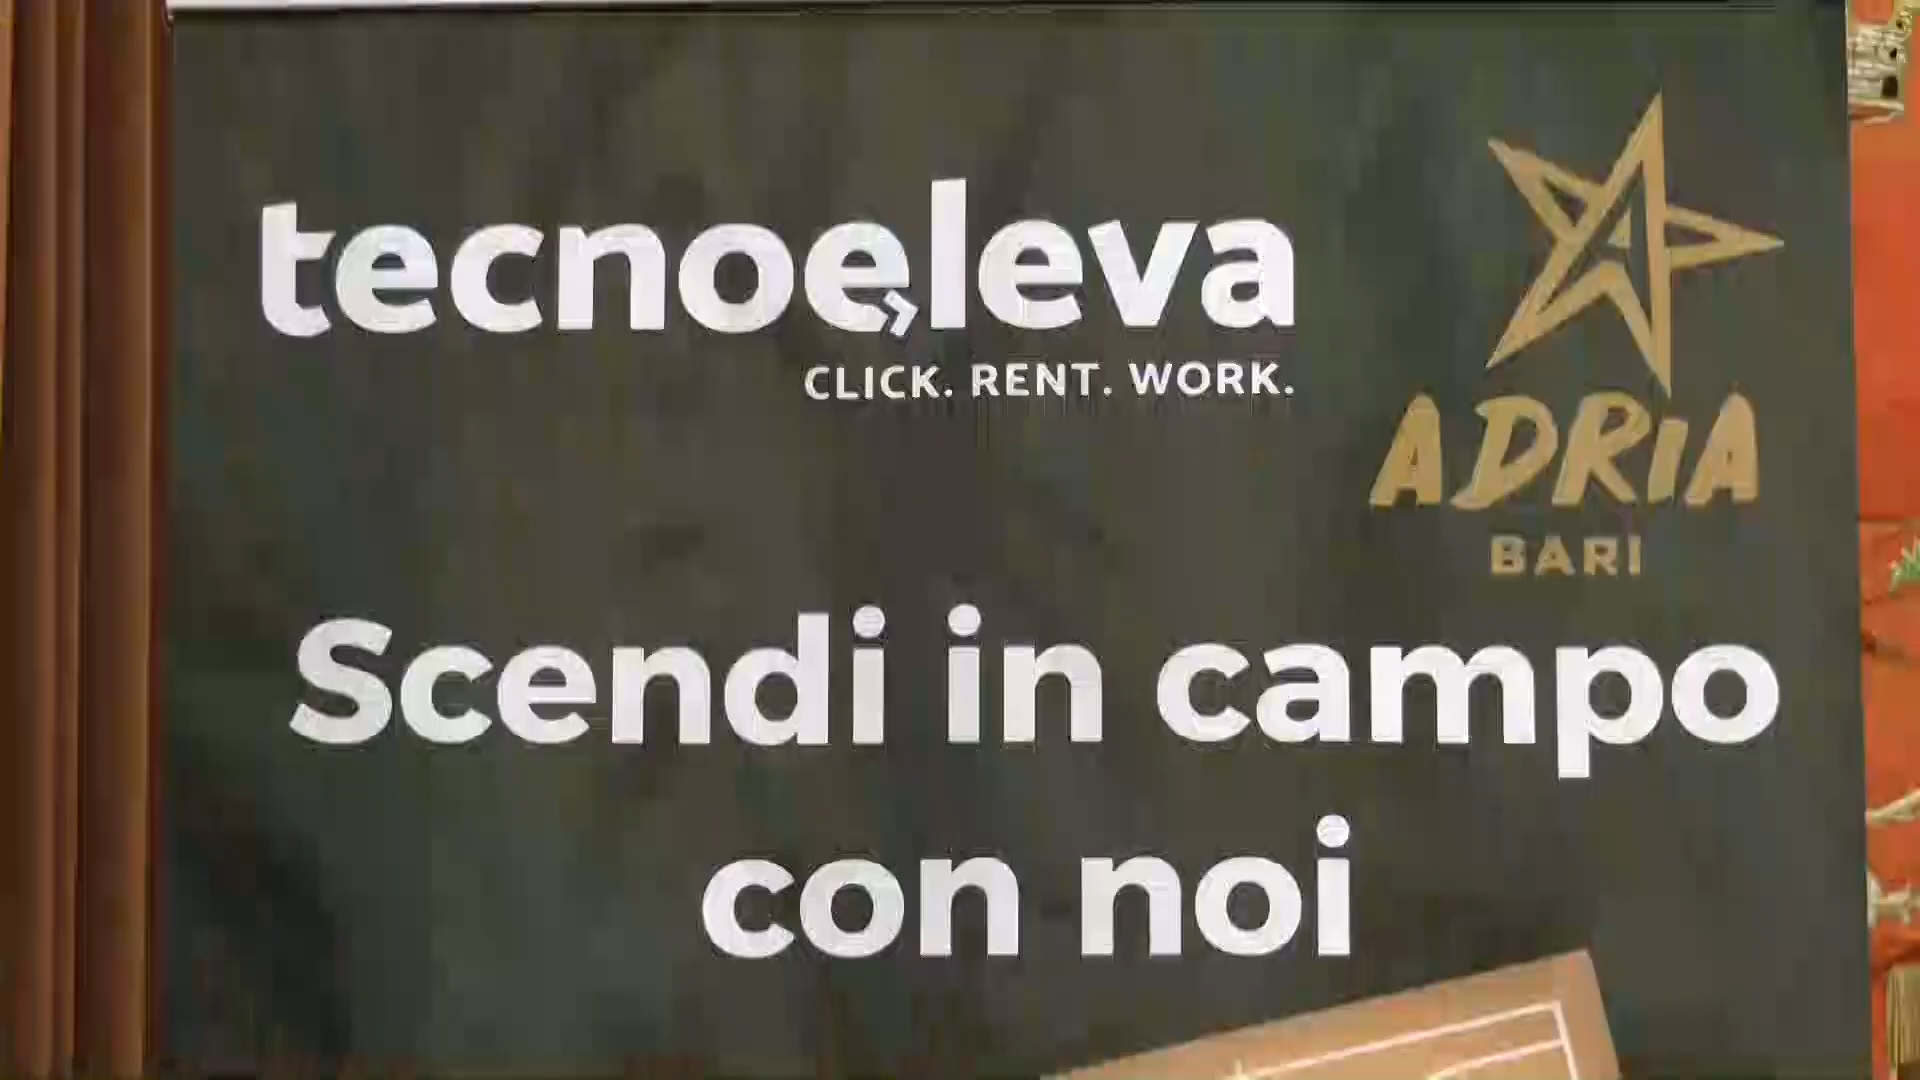 tecnoeleva
CLICK. RENT. WORK.
ADRiA
BARI
Scendi in campo
con noi